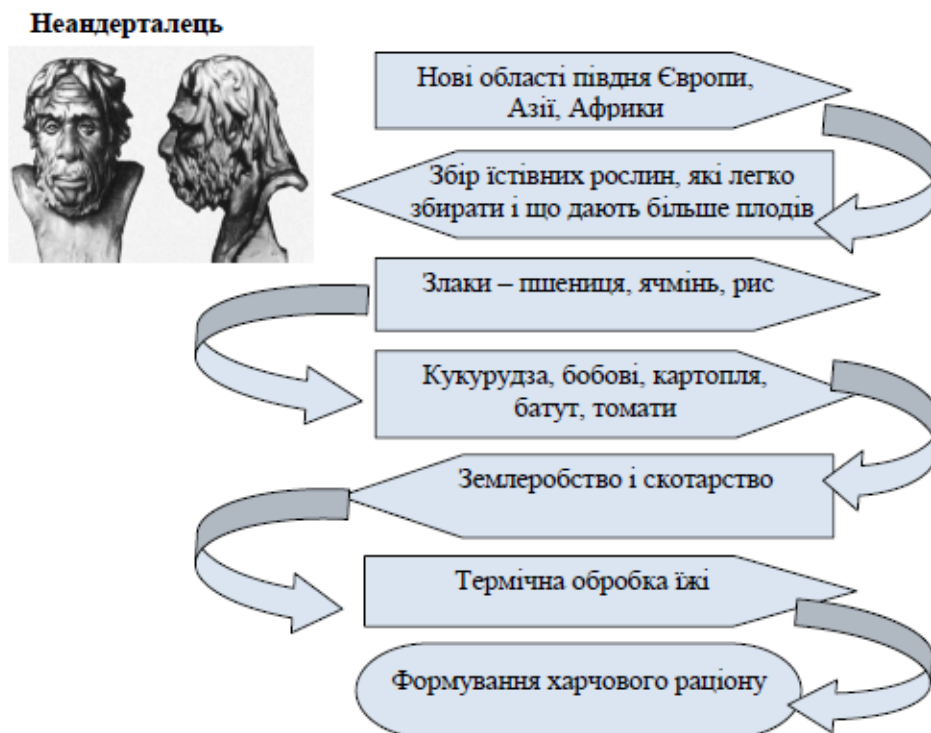 Неандерталець
Нові області півдня Європи,
Азії, Африки
Збір їстівних рослин, які легко
збирати і що дають більше плодів
Злаки – пшениця, ячмінь, рис
Кукурудза, бобові, картопля,
батут, томати
Землеробство і скотарство
Термічна обробка їжі
Формування харчового раціону